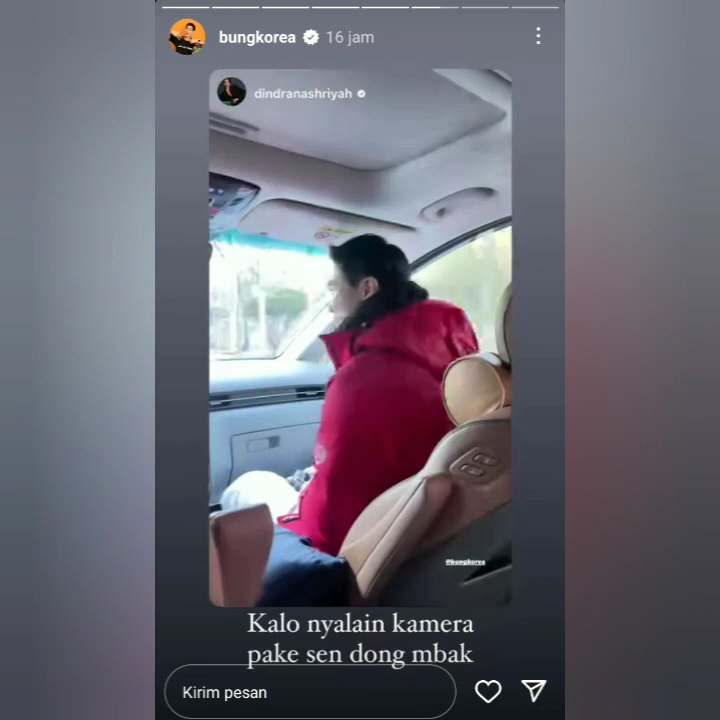 bungkorea 16 jam
dindranashriyah
@bungkorea
Kalo nyalain kamera
pake sen dong mbak
Kirim pesan